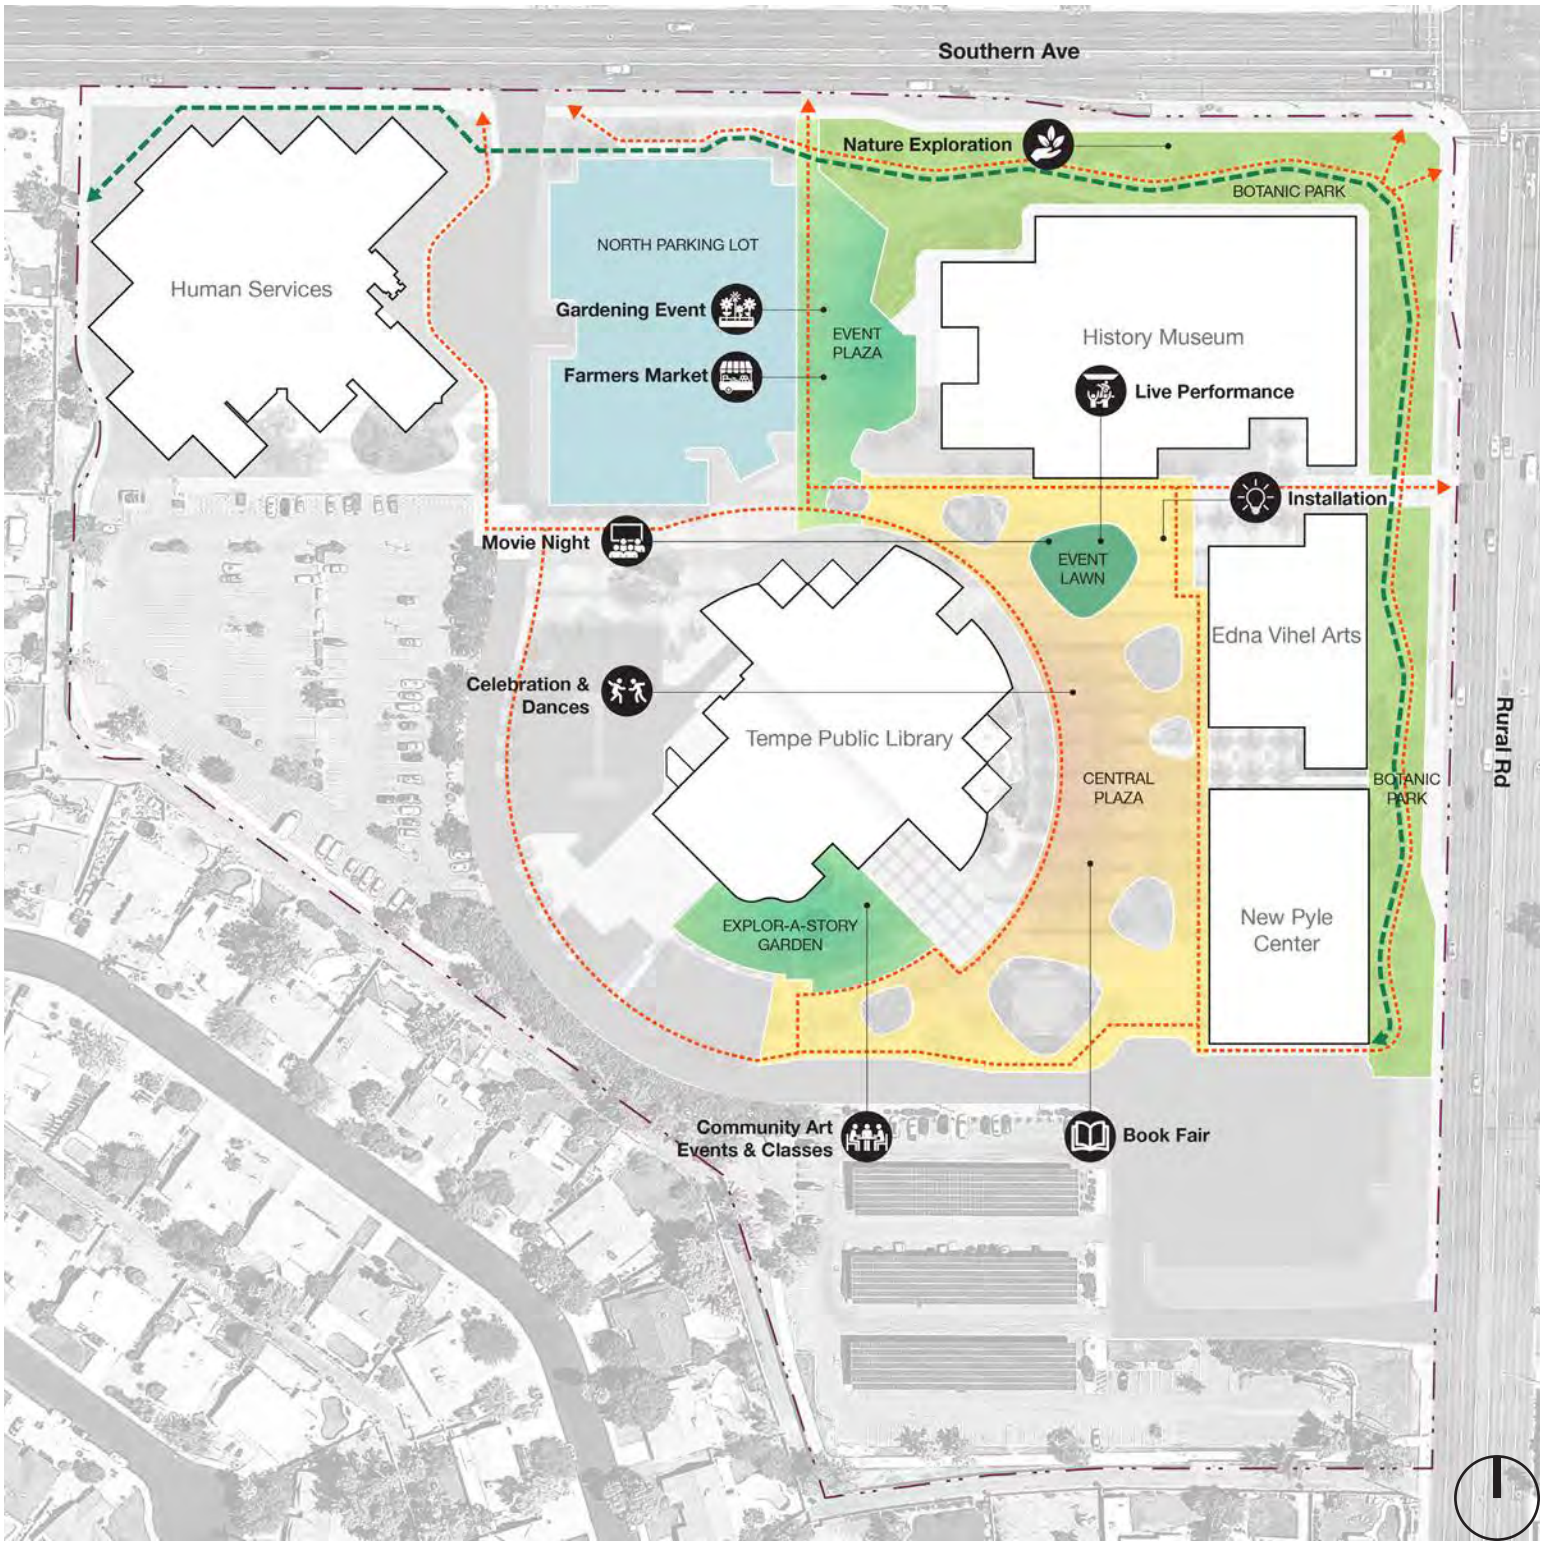 Southern Ave
Nature Exploration
BOTANIC PARK
NORTH PARKING LOT
Human Services
Gardening Event
EVENT
PLAZA
History Museum
Farmers Market
Live Performance
Installation
Movie Night
EVENT
LAWN
Edna Vihel Arts
Celebration &
Dances
Tempe Public Library
Rural Rd
CENTRAL
PLAZA
BOTANIC
PARK
EXPLOR-A-STORY
GARDEN
New Pyle
Center
Community Art
Events & Classes
Book Fair